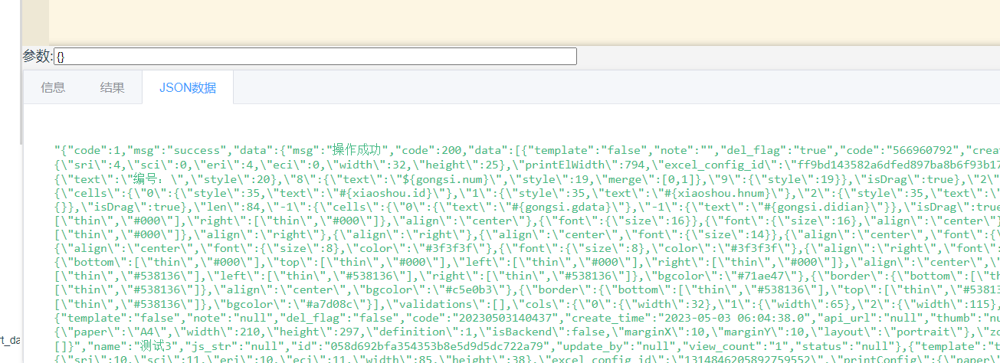 参数:{}
信息 结果 JSON数据
"{"code":1,"msg":"success","data":{"msg":"操作成功","code":200,"data":[{"template":"false","note":"","del_flag":"true","code":"566960792","creat
{\"sri\":4,\"sci\":0,\"eri\":4,\"eci\":0,\"width\":32,\"height\":25},\"printElWidth\":794,\"excel_config_id\":\"ff9bd143582a6dfed897ba8b6f93b17
{\"text\":\"编号：\",\"style\":20},\"8\":{\"text\":\"${gongsi.num}\",\"style\":19,\"merge\":[0,1]},\"9\":{\"style\":19}},\"isDrag\":true},\"2\"
{\"cells\":{\"0\":{\"style\":35,\"text\":\"#{xiaoshou.id}\"},\"1\":{\"style\":35,\"text\":\"#{xiaoshou.hnum}\"},\"2\":{\"style\":35,\"text\":\"
{}},\"isDrag\":true},\"len\":84,\"-1\":{\"cells\":{\"0\":{\"text\":\"#{gongsi.gdata}\"},\"-1\":{\"text\":\"#{gongsi.didian}\"}},\"isDrag\":true
[\"thin\",\"#000\"],\"right\":[\"thin\",\"#000\"]},\"align\":\"center\"},{\"font\":{\"size\":16}},{\"font\":{\"size\":16},\"align\":\"center\"}
[\"thin\",\"#000\"]},\"align\":\"right\"},{\"align\":\"right\"},{\"align\":\"center\",\"font\":{\"size\":14}},{\"align\":\"center\",\"font\":{\"
{\"align\":\"center\",\"font\":{\"size\":8},\"color\":\"#3f3f3f\"},{\"font\":{\"size\":8},\"color\":\"#3f3f3f\"},{\"align\":\"right\",\"font\":
{\"bottom\":[\"thin\",\"#000\"],\"top\":[\"thin\",\"#000\"],\"left\":[\"thin\",\"#000\"],\"right\":[\"thin\",\"#000\"]},\"align\":\"center\",\"
[\"thin\",\"#538136\"],\"left\":[\"thin\",\"#538136\"],\"right\":[\"thin\",\"#538136\"]},\"bgcolor\":\"#71ae47\"},{\"border\":{\"bottom\":[\"th
[\"thin\",\"#538136\"]},\"align\":\"center\",\"bgcolor\":\"#c5e0b3\"},{\"border\":{\"bottom\":[\"thin\",\"#538136\"],\"top\":[\"thin\",\"#53813
[\"thin\",\"#538136\"]},\"bgcolor\":\"#a7d08c\"}],\"validations\":[],\"cols\":{\"0\":{\"width\":32},\"1\":{\"width\":65},\"2\":{\"width\":115},
{"template":"false","note":"null","del_flag":"false","code":"20230503140437","create_time":"2023-05-03 06:04:38.0","api_url":"null","thumb":"nu
{\"paper\":\"A4\",\"width\":210,\"height\":297,\"definition\":1,\"isBackend\":false,\"marginX\":10,\"marginY\":10,\"layout\":\"portrait\"},\"zo
rt_da
[]}","name":"测试3","js_str":"null","id":"058d692bfa354353b8e5d9d5dc722a79","update_by":"null","view_count":"1","status":"null"},{"template":"t
{\"sri\":10,\"sci\":11,\"eri\":10,\"eci\":11,\"width\":85,\"height\":38},\"excel_config_id\":\"1314846205892759552\",\"printConfig\":{\"paper\"